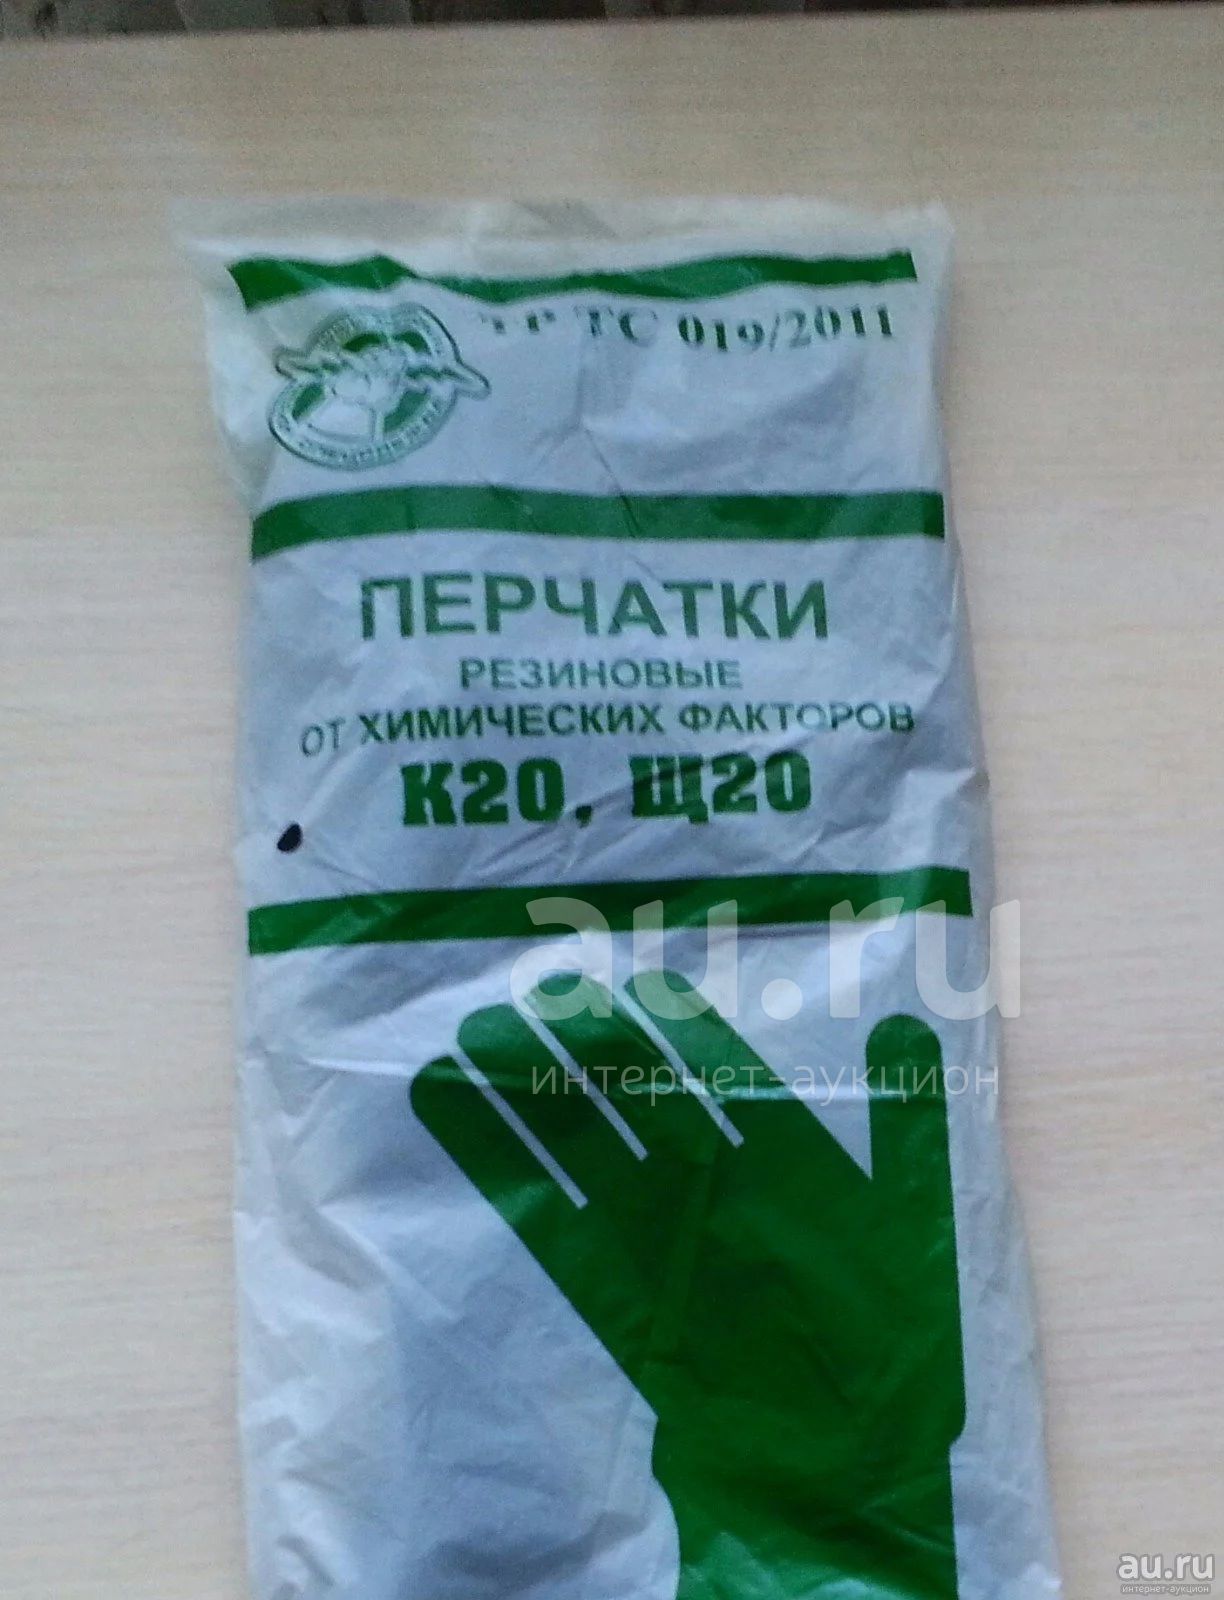 ТР ТС 019/2011
ПЕРЧАТКИ
РЕЗИНОВЫЕ
ОТ ХИМИЧЕСКИХ ФАКТОРОВ
К20, Щ20
au.ru
интернет-аукцион
au.ru
интернет-аукцион